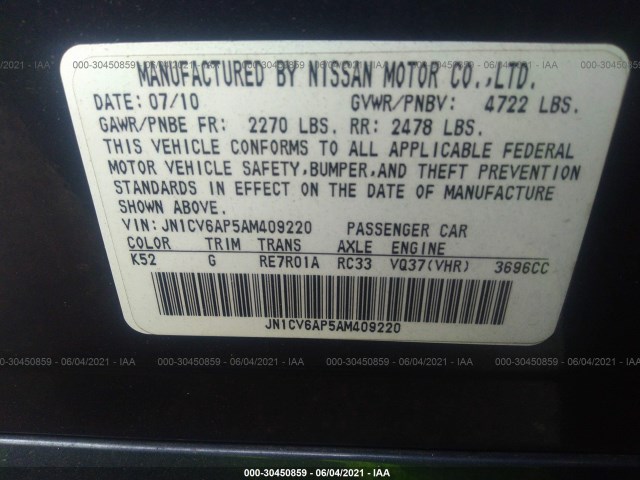 000-30450859 - 06/04/2021 - IAA
MANUFACTURED BY NISSAN MOTOR CO.,LTD.
DATE: 07/10 GVWR/PNBV: 4722 LBS.
GAWR/PNBE FR: 2270 LBS. RR: 2478 LBS.
THIS VEHICLE CONFORMS TO ALL APPLICABLE FEDERAL
MOTOR VEHICLE SAFETY,BUMPER,AND THEFT PREVENTION
STANDARDS IN EFFECT ON THE DATE OF MANUFACTURE
SHOWN ABOVE.
VIN: JN1CV6AP5AM409220 PASSENGER CAR
COLOR TRIM TRANS AXLE ENGINE
K52 G RE7R01A RC33 VQ37(VHR) 3696CC
JN1CV6AP5AM409220
000-30450859 - 06/04/2021 - IAA
000-30450859 - 06/04/2021 - IAA